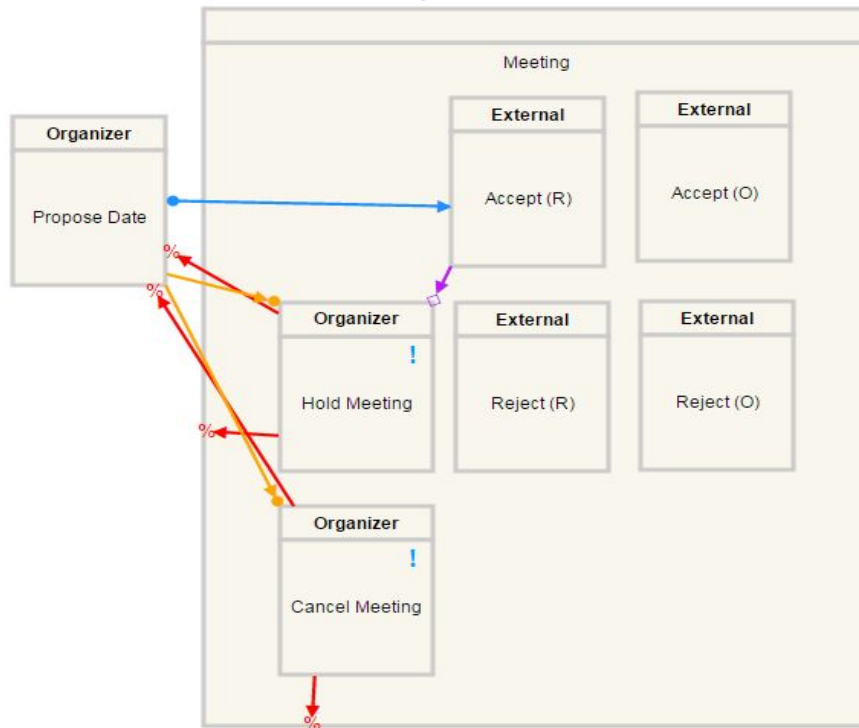 Meeting
External
External
Organizer
Accept (R)
Accept (O)
Propose Date
%
%
Organizer
External
External
!
Hold Meeting
Reject (R)
Reject (O)
%
Organizer
!
Cancel Meeting
%